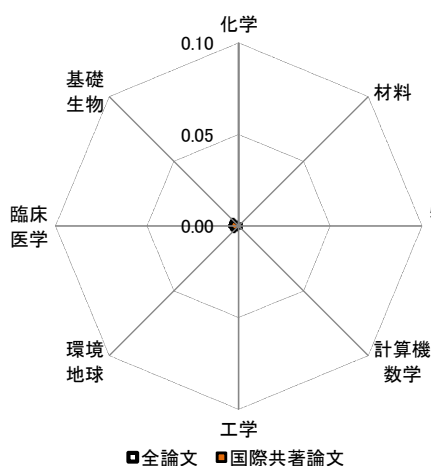 化学
0.10
基礎
生物
材料
0.05
臨床
医学
0.00
環境
地球
計算機
数学
工学
全論文 国際共著論文